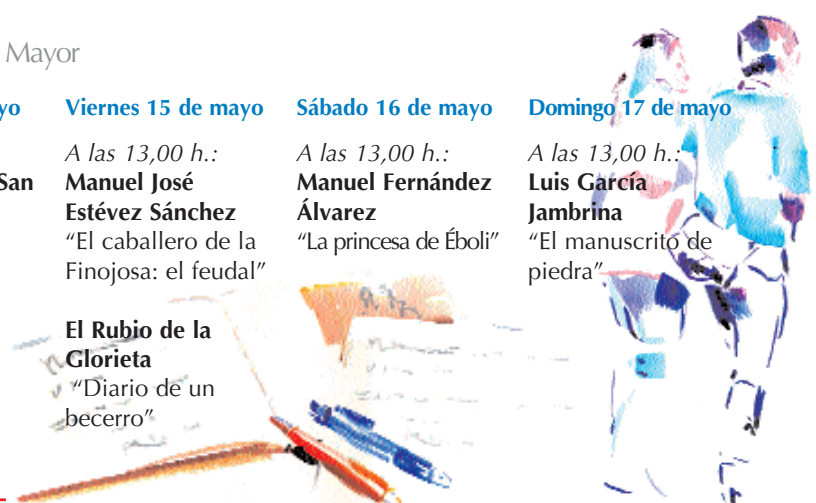 Mayor
yo
San
Viernes 15 de mayo
A las 13,00 h.:
Manuel José
Estévez Sánchez
“El caballero de la
Finojosa: el feudal”
El Rubio de la
Glorieta
“Diario de un
becerro”
Sábado 16 de mayo
A las 13,00 h.:
Manuel Fernández
Álvarez
“La princesa de Éboli”
Domingo 17 de mayo
A las 13,00 h.:
Luis García
Jambrina
“El manuscrito de
piedra”